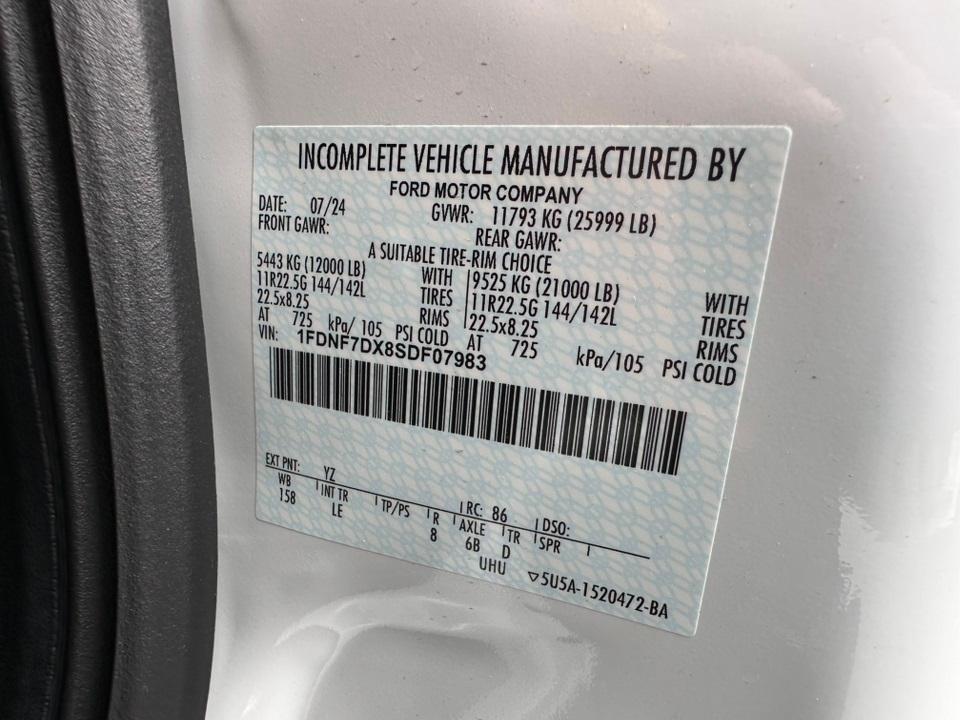 INCOMPLETE VEHICLE MANUFACTURED BY
FORD MOTOR COMPANY
DATE: 07/24 GVWR: 11793 KG (25999 LB)
FRONT GAWR: REAR GAWR:
A SUITABLE TIRE-RIM CHOICE
5443 KG (12000 LB) WITH 9525 KG (21000 LB) WITH
11R22.5G 144/142L TIRES 11R22.5G 144/142L TIRES
22.5x8.25 RIMS 22.5x8.25 RIMS
AT 725 kPa/ 105 PSI COLD AT 725 kPa/105 PSI COLD
VIN: 1FDNF7DX8SDF07983
EXT PNT: YZ RC: 86 DSO:
WB INT TR TP/PS R AXLE TR SPR
158 LE 8 6B D
UHU 5U5A-1520472-BA